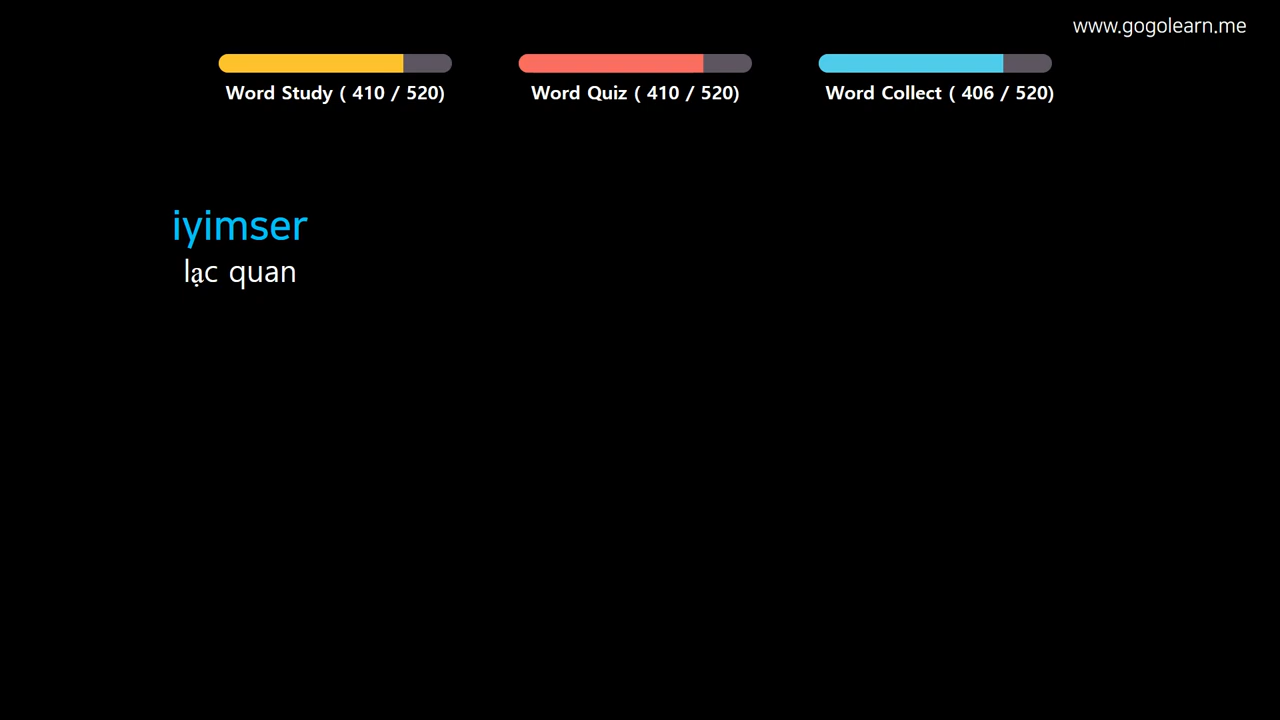 www.gogolearn.me
Word Study ( 410 / 520)
Word Quiz ( 410 / 520)
Word Collect ( 406 / 520)
iyimser
lạc quan